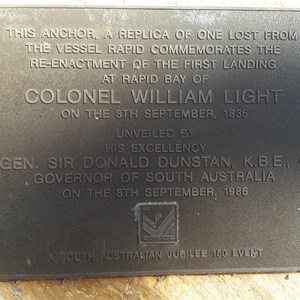 THIS ANCHOR, A REPLICA OF ONE LOST FROM
THE VESSEL RAPID COMMEMORATES THE
RE-ENACTMENT OF THE FIRST LANDING
AT RAPID BAY OF
COLONEL WILLIAM LIGHT
ON THE 8TH SEPTEMBER, 1836
UNVEILED BY
HIS EXCELLENCY
GEN. SIR DONALD DUNSTAN, K.B.E.,
GOVERNOR OF SOUTH AUSTRALIA
ON THE 8TH SEPTEMBER, 1986
A SOUTH AUSTRALIAN JUBILEE 150 EVENT